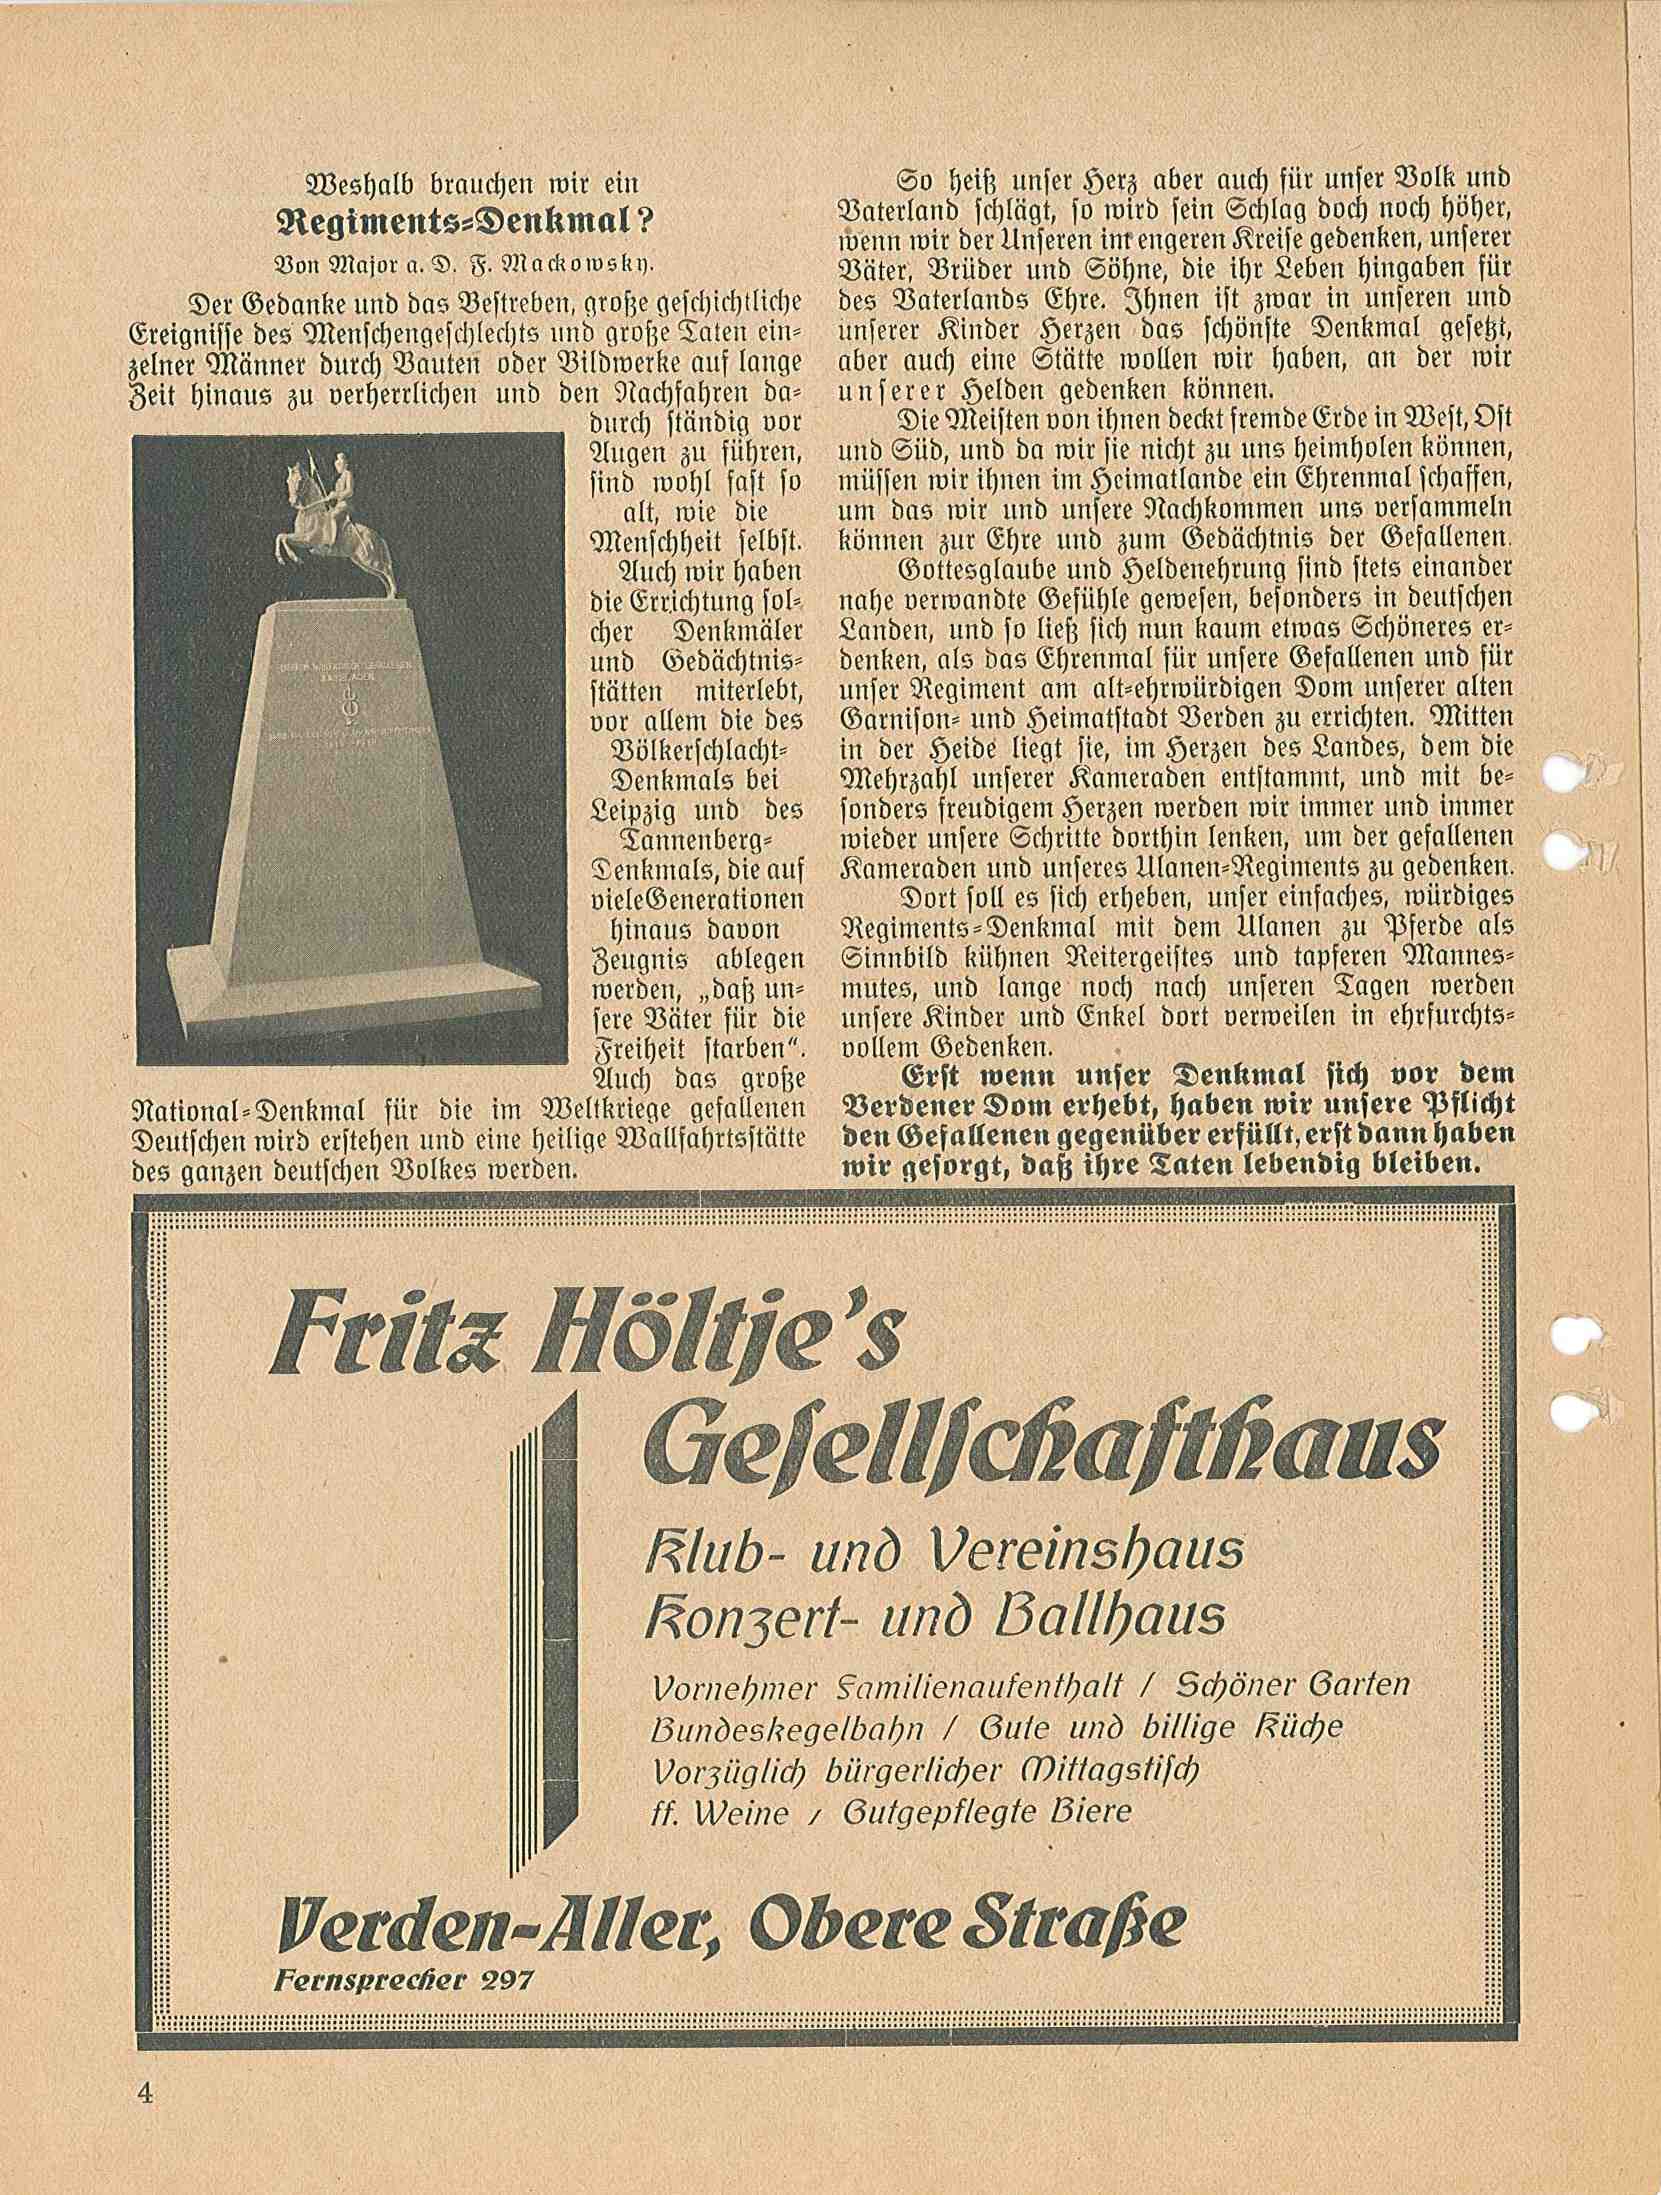 Weshalb brauchen wir ein
Regiments-Denkmal?
Von Major a. D. F. Mackowsky.
Der Gedanke und das Bestreben, große geschichtliche
Ereignisse des Menschengeschlechts und große Taten ein-
zelner Männer durch Bauten oder Bildwerke auf lange
Zeit hinaus zu verherrlichen und den Nachfahren da-
durch ständig vor
Augen zu führen,
sind wohl fast so
alt, wie die
Menschheit selbst.
Auch wir haben
die Errichtung sol-
cher Denkmäler
und Gedächtnis-
stätten miterlebt,
vor allem die des
Völkerschlacht-
Denkmals bei
Leipzig und des
Tannenberg-
Denkmals, die auf
viele Generationen
hinaus davon
Zeugnis ablegen
werden, „daß un-
sere Väter für die
Freiheit starben“.
Auch das große
National-Denkmal für die im Weltkriege gefallenen
Deutschen wird erstehen und eine heilige Wallfahrtsstätte
des ganzen deutschen Volkes werden.
So heiß unser Herz aber auch für unser Volk und
Vaterland schlägt, so wird sein Schlag doch noch höher,
wenn wir der Unseren im engeren Kreise gedenken, unserer
Väter, Brüder und Söhne, die ihr Leben hingaben für
des Vaterlands Ehre. Ihnen ist zwar in unseren und
unserer Kinder Herzen das schönste Denkmal gesetzt,
aber auch eine Stätte wollen wir haben, an der wir
unserer Helden gedenken können.
Die Meisten von ihnen deckt fremde Erde in West, Ost
und Süd, und da wir sie nicht zu uns heimholen können,
müssen wir ihnen im Heimatlande ein Ehrenmal schaffen,
um das wir und unsere Nachkommen uns versammeln
können zur Ehre und zum Gedächtnis der Gefallenen.
Gottesglaube und Heldenehrung sind stets einander
nahe verwandte Gefühle gewesen, besonders in deutschen
Landen, und so ließ sich nun kaum etwas Schöneres er-
denken, als das Ehrenmal für unsere Gefallenen und für
unser Regiment am alt-ehrwürdigen Dom unserer alten
Garnison- und Heimatstadt Verden zu errichten. Mitten
in der Heide liegt sie, im Herzen des Landes, dem die
Mehrzahl unserer Kameraden entstammt, und mit be-
sonders freudigem Herzen werden wir immer und immer
wieder unsere Schritte dorthin lenken, um der gefallenen
Kameraden und unseres Ulanen-Regiments zu gedenken.
Dort soll es sich erheben, unser einfaches, würdiges
Regiments-Denkmal mit dem Ulanen zu Pferde als
Sinnbild kühnen Reitergeistes und tapferen Mannes-
mutes, und lange noch nach unseren Tagen werden
unsere Kinder und Enkel dort verweilen in ehrfurchts-
vollem Gedenken.
Erst wenn unser Denkmal sich vor dem
Verdener Dom erhebt, haben wir unsere Pflicht
den Gefallenen gegenüber erfüllt, erst dann haben
wir gesorgt, daß ihre Taten lebendig bleiben.
Fritz Höltje's
Gesellschafthaus
Klub- und Vereinshaus
Konzert- und Ballhaus
Vornehmer Familienaufenthalt / Schöner Garten
Bundeskegelbahn / Gute und billige Küche
Vorzüglich bürgerlicher Mittagstisch
ff. Weine / Gutgepflegte Biere
Verden-Aller, Obere Straße
Fernsprecher 297
4